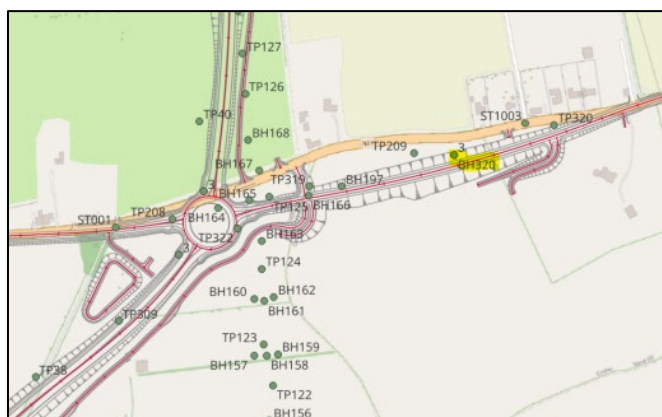 TP127
TP126
TP40
ST1003
TP320
BH168
TP209
3
BH320
BH167
TP319
BH197
3
BH165
TP125
BH166
TP208
BH164
ST001
TP322
BH163
3
TP124
BH160
BH162
BH161
TP309
TP123
BH159
BH157
BH158
TP38
TP122
BH156